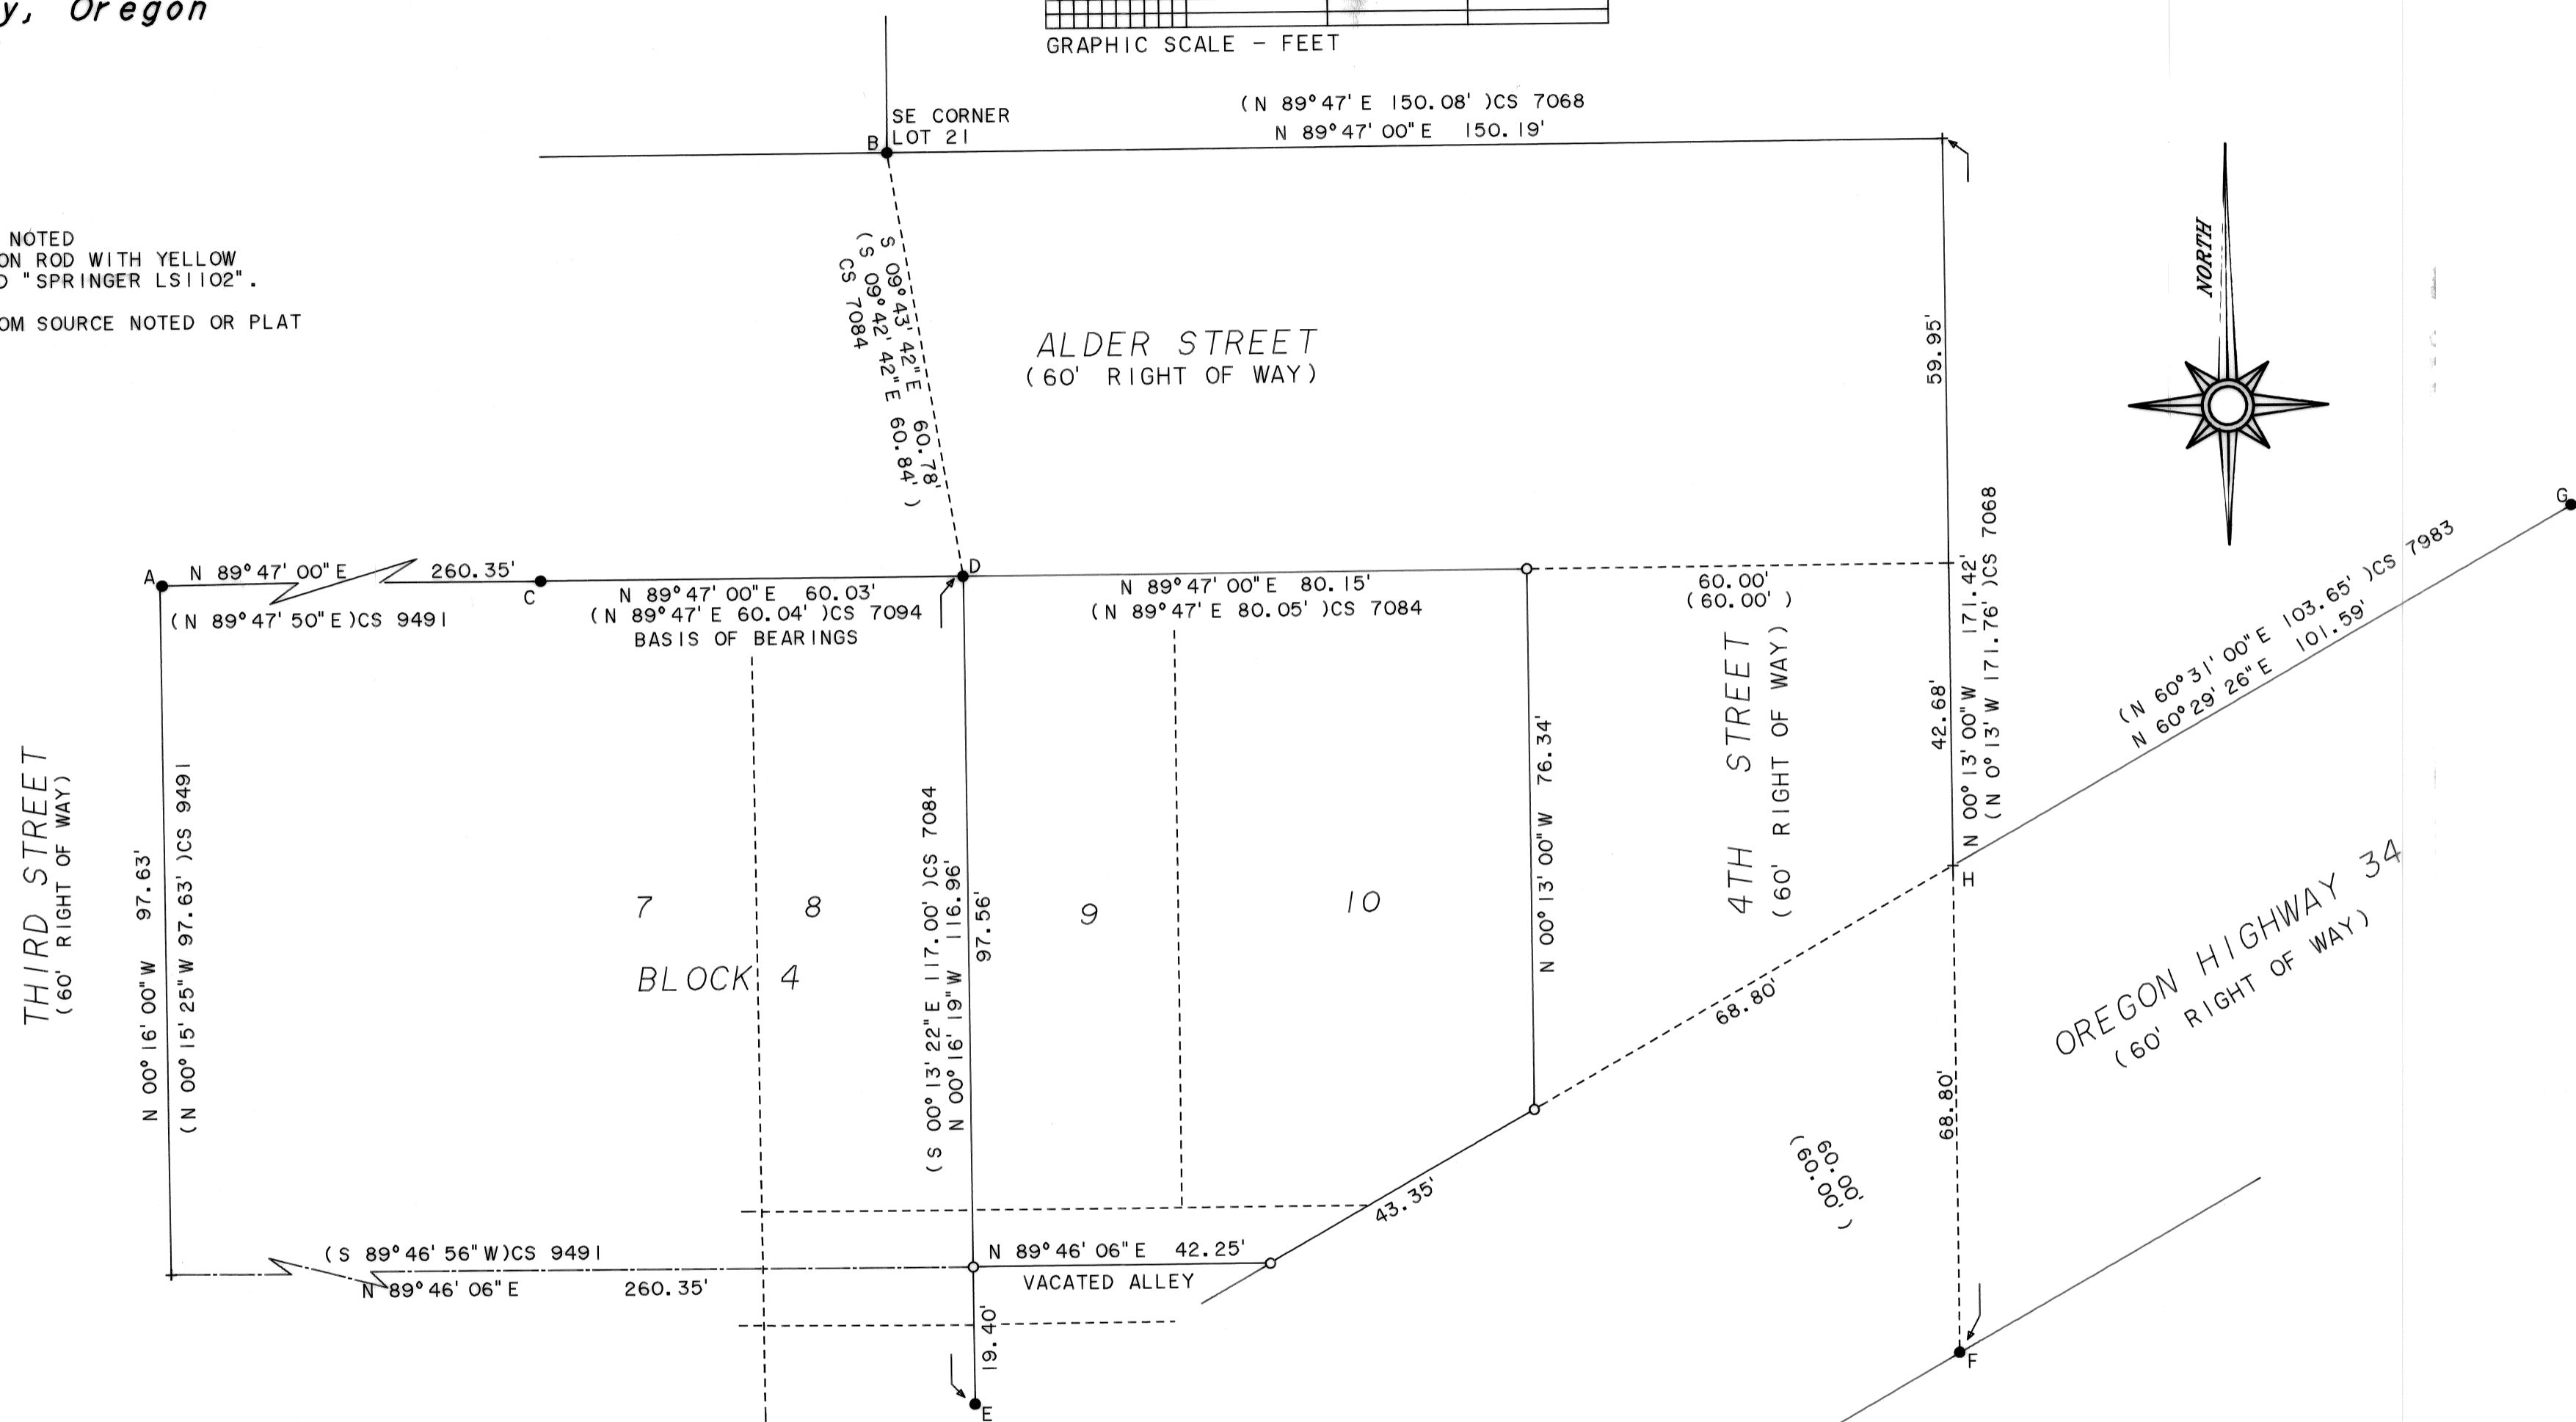 y, Oregon
GRAPHIC SCALE - FEET
(N 89°47' E 150.08' )CS 7068
N 89°47' 00"E 150.19'
SE CORNER
LOT 21
B
NOTED
ON ROD WITH YELLOW
"SPRINGER LS1102".
OM SOURCE NOTED OR PLAT
S 09°43' 42"E 60.78'
(S 09°42' 42"E 60.84' )
CS 7084
ALDER STREET
(60' RIGHT OF WAY)
59.95'
NORTH
G
A
N 89°47' 00"E 260.35'
(N 89°47' 50"E)CS 9491
C
D
N 89°47' 00"E 60.03'
(N 89°47' E 60.04' )CS 7094
BASIS OF BEARINGS
N 89°47' 00"E 80.15'
(N 89°47' E 80.05' )CS 7084
60.00'
(60.00' )
N 00°13' 00"W 171.42'
(N 0°13' W 171.76' )CS 7068
42.68'
(N 60°31' 00"E 103.65' )CS 7983
N 60°29' 26"E 101.59'
THIRD STREET
(60' RIGHT OF WAY)
N 00°16' 00"W 97.63'
(N 00°15' 25"W 97.63' )CS 9491
7
8
BLOCK 4
(S 00°13' 22"E 117.00' )CS 7084
N 00°16' 19"W 116.96'
97.56'
9
10
N 00°13' 00"W 76.34'
4TH STREET
(60' RIGHT OF WAY)
H
68.80'
OREGON HIGHWAY 34
(60' RIGHT OF WAY)
68.80'
60.00'
(60.00' )
43.35'
(S 89°46' 56"W)CS 9491
N 89°46' 06"E 260.35'
N 89°46' 06"E 42.25'
VACATED ALLEY
19.40'
E
F